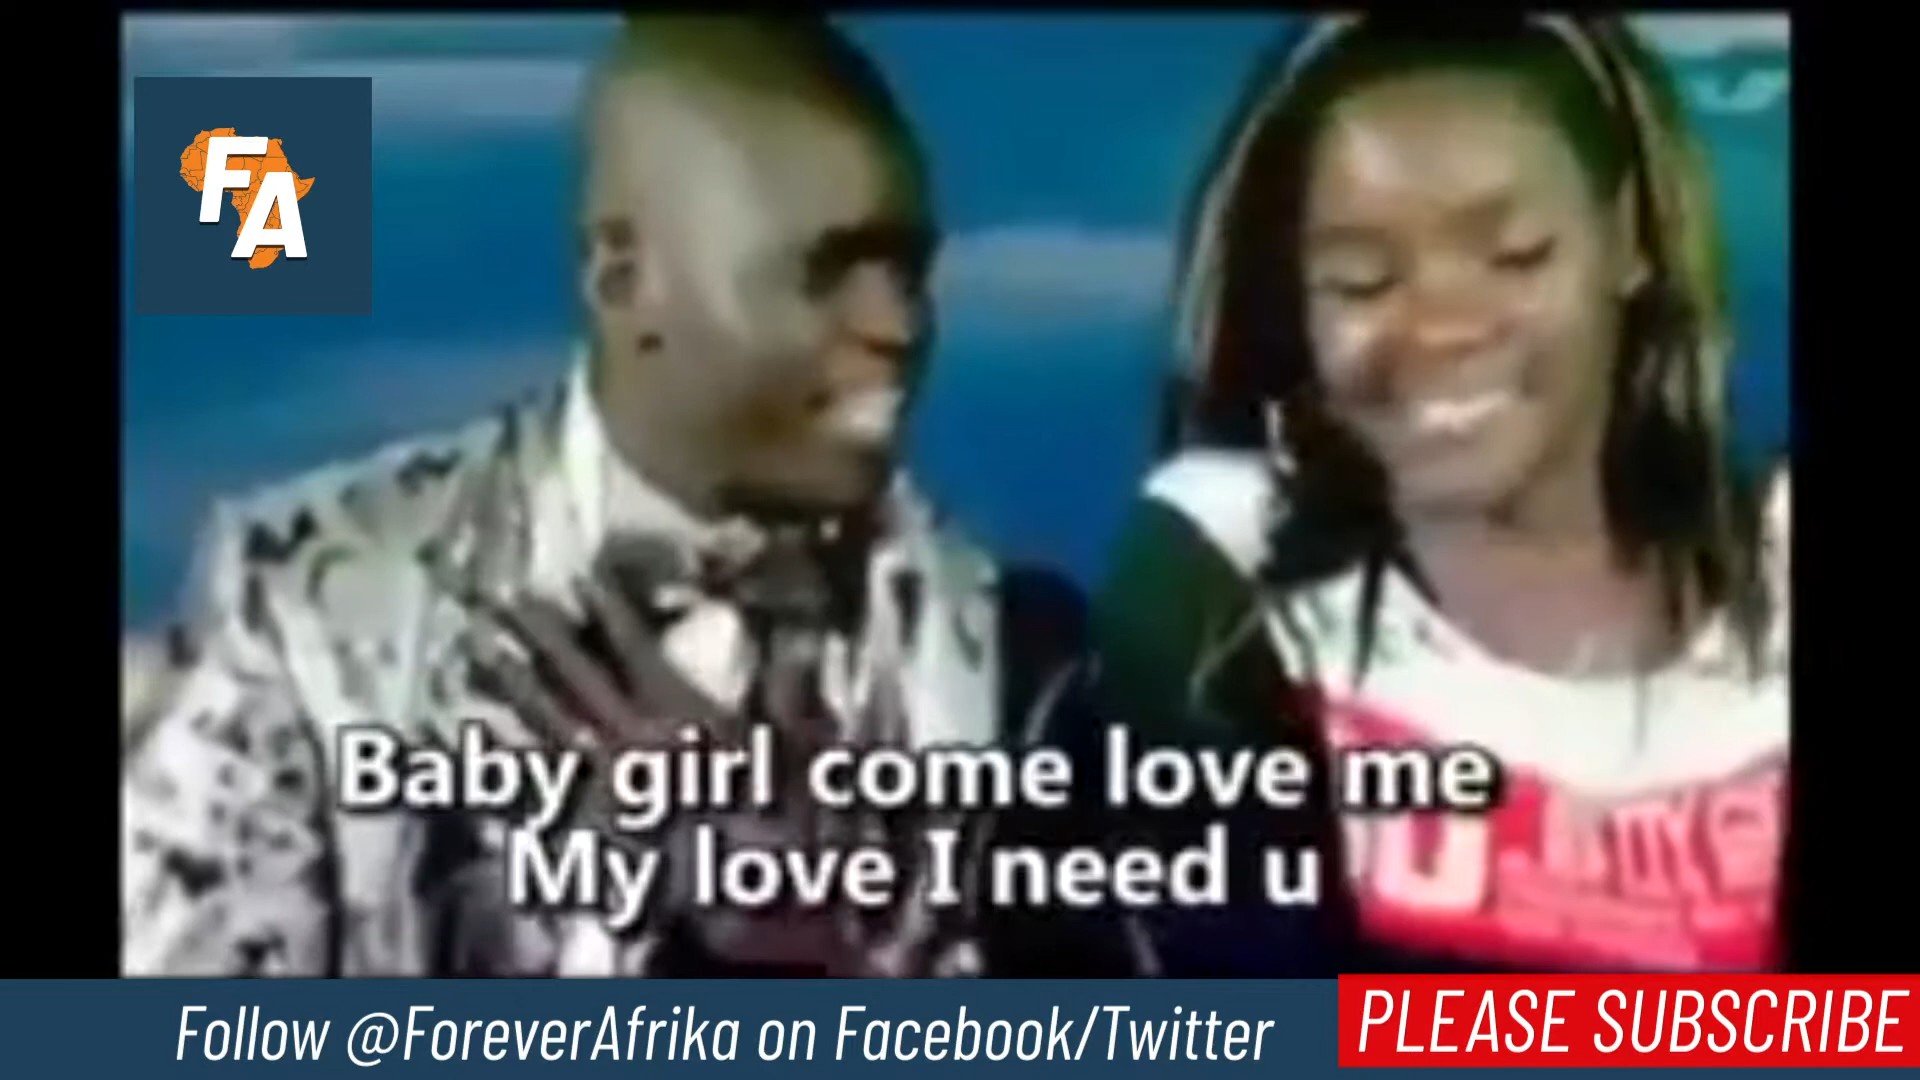 FA
Baby girl come love me
My love I need u
Follow @ForeverAfrika on Facebook/Twitter
PLEASE SUBSCRIBE